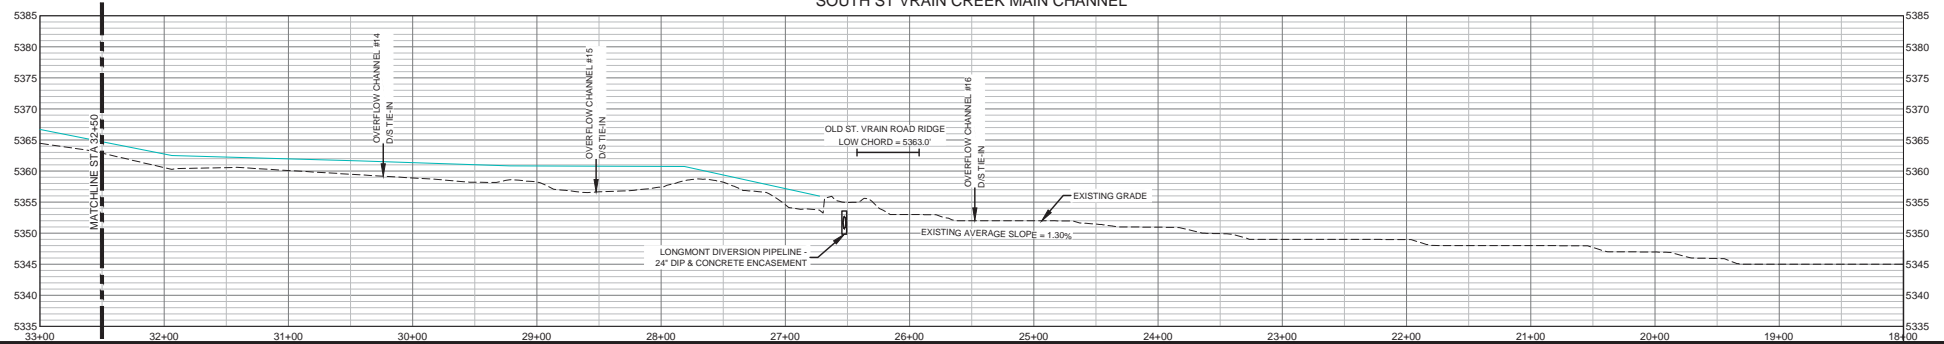 SOUTH ST VRAIN CREEK MAIN CHANNEL
5385
5380
5375
5370
5365
5360
5355
5350
5345
5340
5335
MATCHLINE STA 32+50
OVERFLOW CHANNEL #14
D/S TIE-IN
OVERFLOW CHANNEL #15
D/S TIE-IN
OLD ST. VRAIN ROAD RIDGE
LOW CHORD = 5363.0'
OVERFLOW CHANNEL #16
D/S TIE-IN
EXISTING GRADE
EXISTING AVERAGE SLOPE = 1.30%
LONGMONT DIVERSION PIPELINE -
24" DIP & CONCRETE ENCASEMENT
5385
5380
5375
5370
5365
5360
5355
5350
5345
5340
5335
33+00 32+00 31+00 30+00 29+00 28+00 27+00 26+00 25+00 24+00 23+00 22+00 21+00 20+00 19+00 18+00